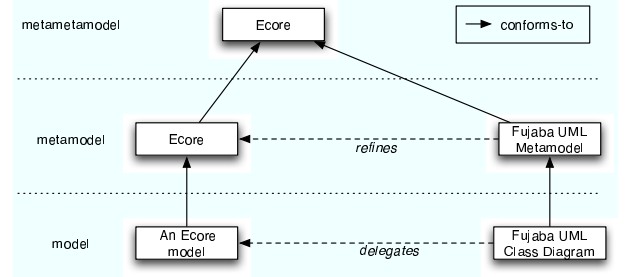 metametamodel
Ecore
conforms-to
metamodel
Ecore
refines
Fujaba UML
Metamodel
model
An Ecore
model
delegates
Fujaba UML
Class Diagram